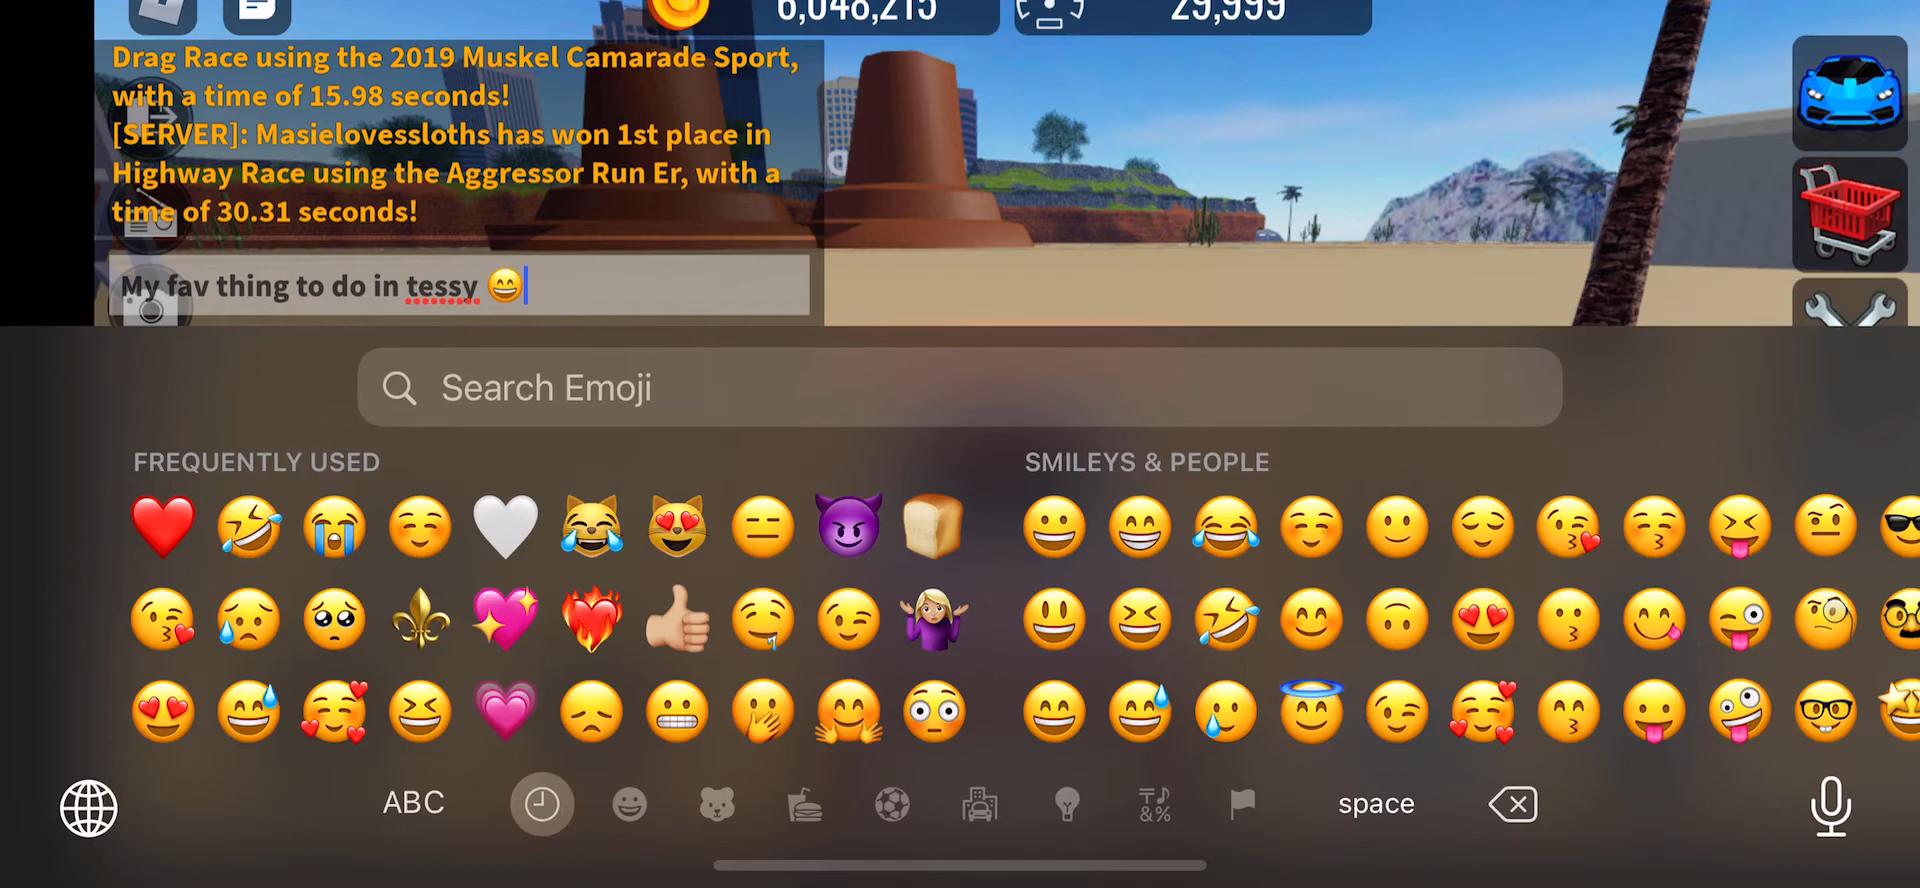 6,048,215
29,999
Drag Race using the 2019 Muskel Camarade Sport,
with a time of 15.98 seconds!
[SERVER]: Masielovessloths has won 1st place in
Highway Race using the Aggressor Run Er, with a
time of 30.31 seconds!
My fav thing to do in tessy 😄
Search Emoji
FREQUENTLY USED
SMILEYS & PEOPLE
ABC
space